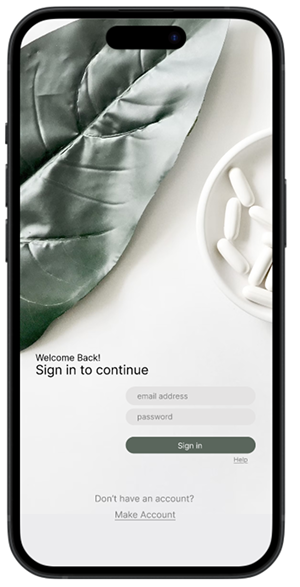 Welcome Back!
Sign in to continue
email address
password
Sign in
Help
Don't have an account?
Make Account